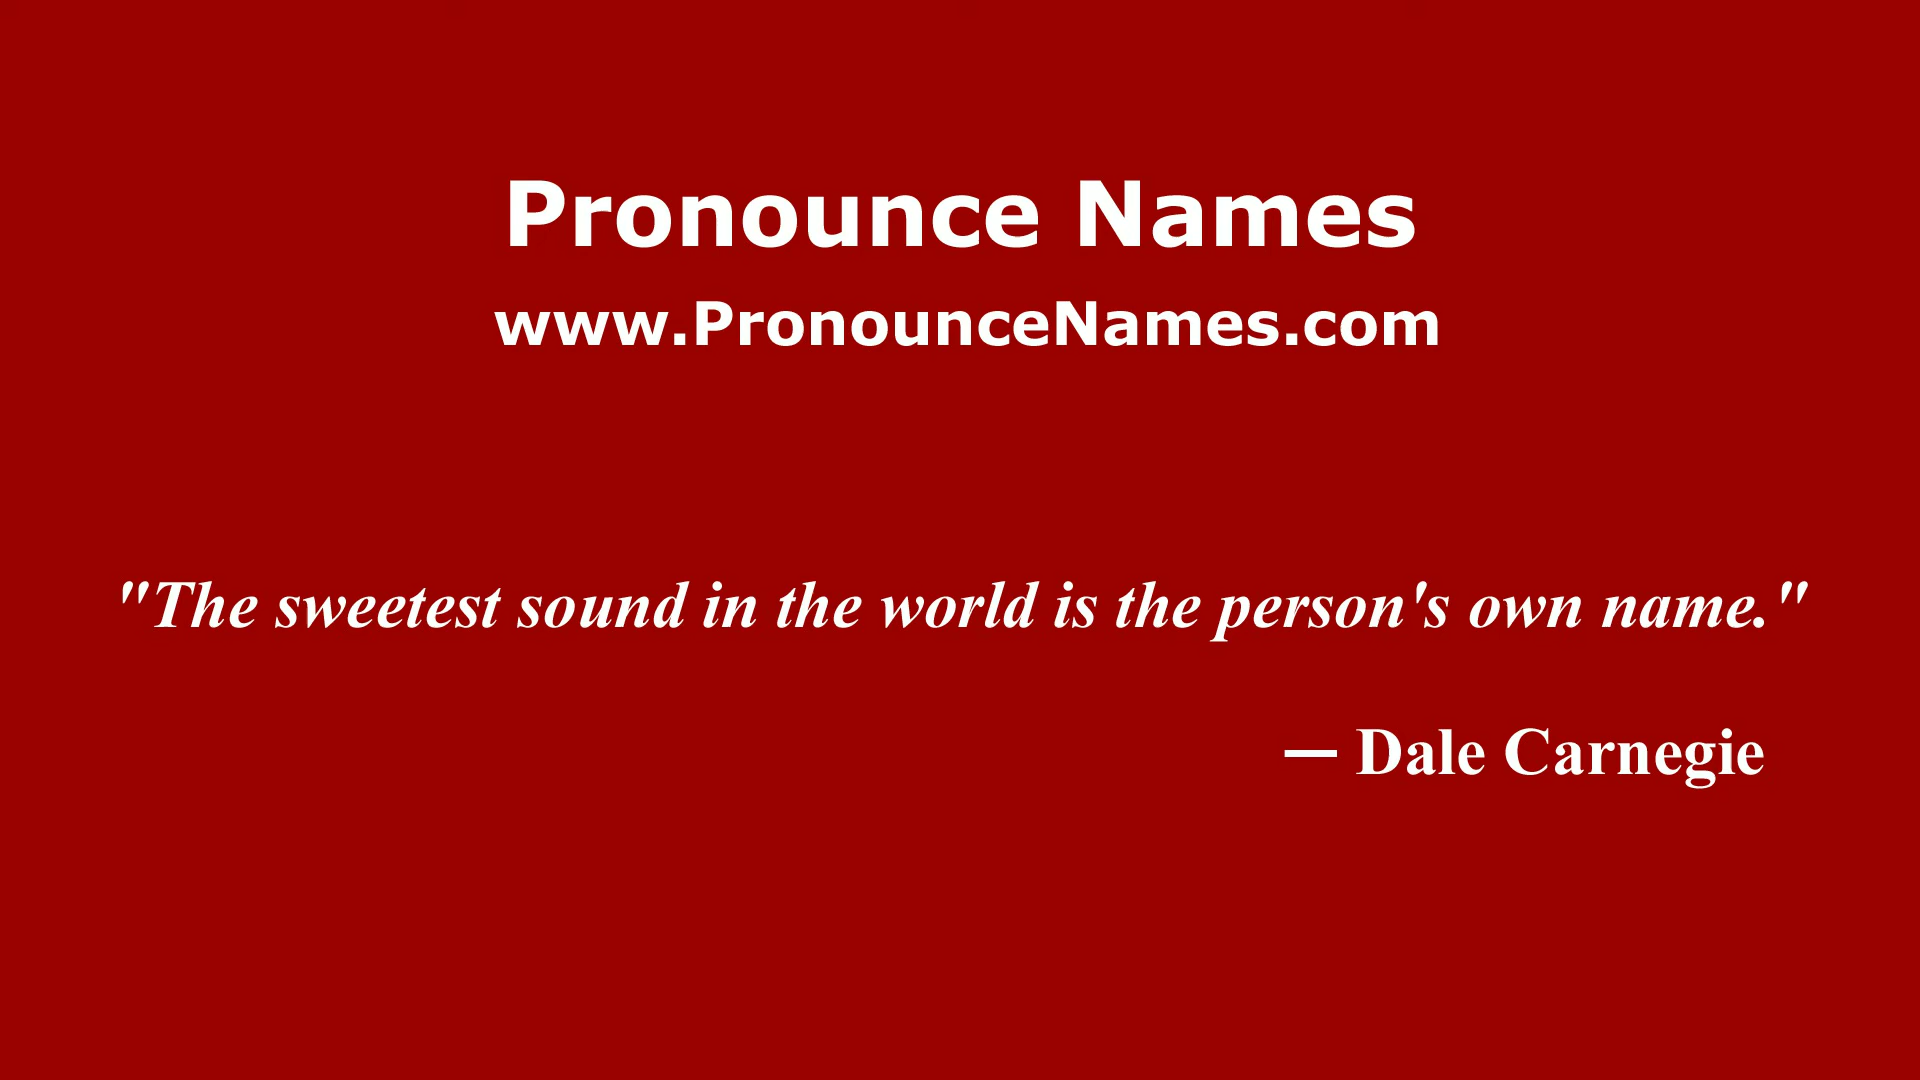 Pronounce Names
www.PronounceNames.com
"The sweetest sound in the world is the person's own name."
— Dale Carnegie